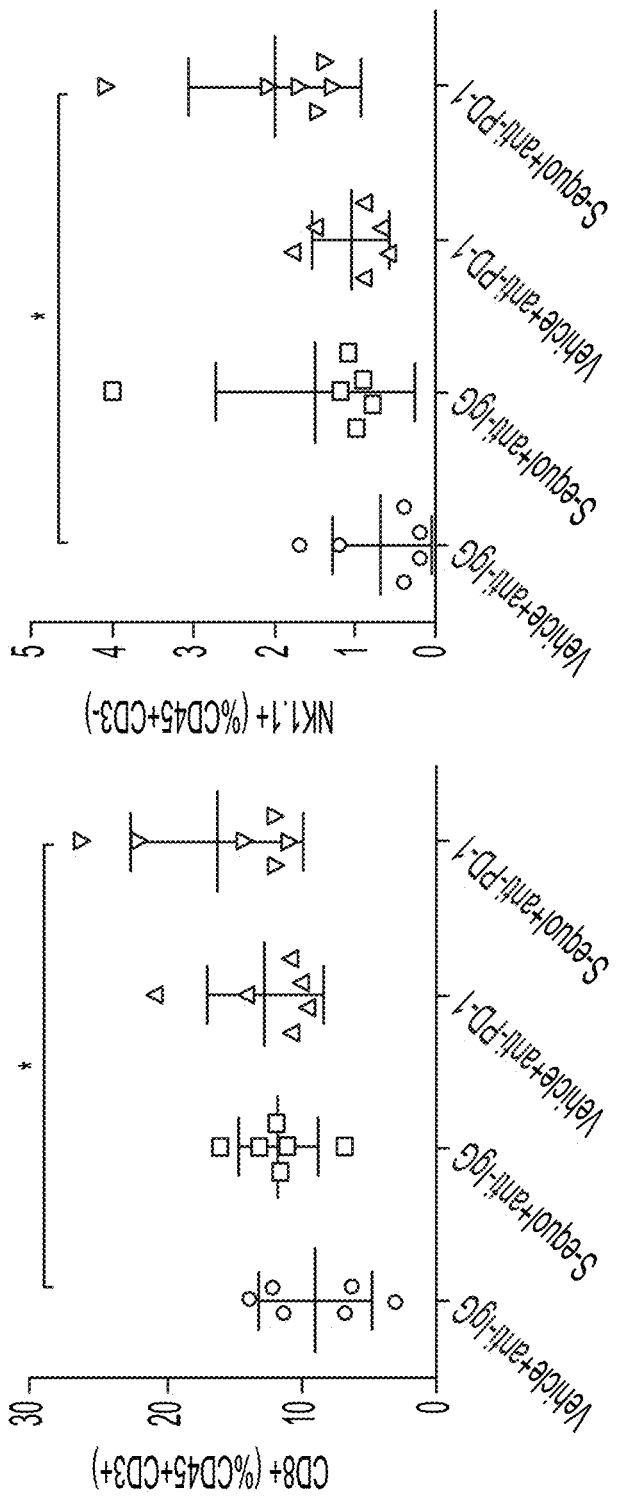 CD8+ (%CD45+CD3+)
30
20
10
0
*
Vehicle+anti-IgG
S-equol+anti-IgG
Vehicle+anti-PD-1
S-equol+anti-PD-1
NK1.1+ (%CD45+CD3-)
5
4
3
2
1
0
*
Vehicle+anti-IgG
S-equol+anti-IgG
Vehicle+anti-PD-1
S-equol+anti-PD-1